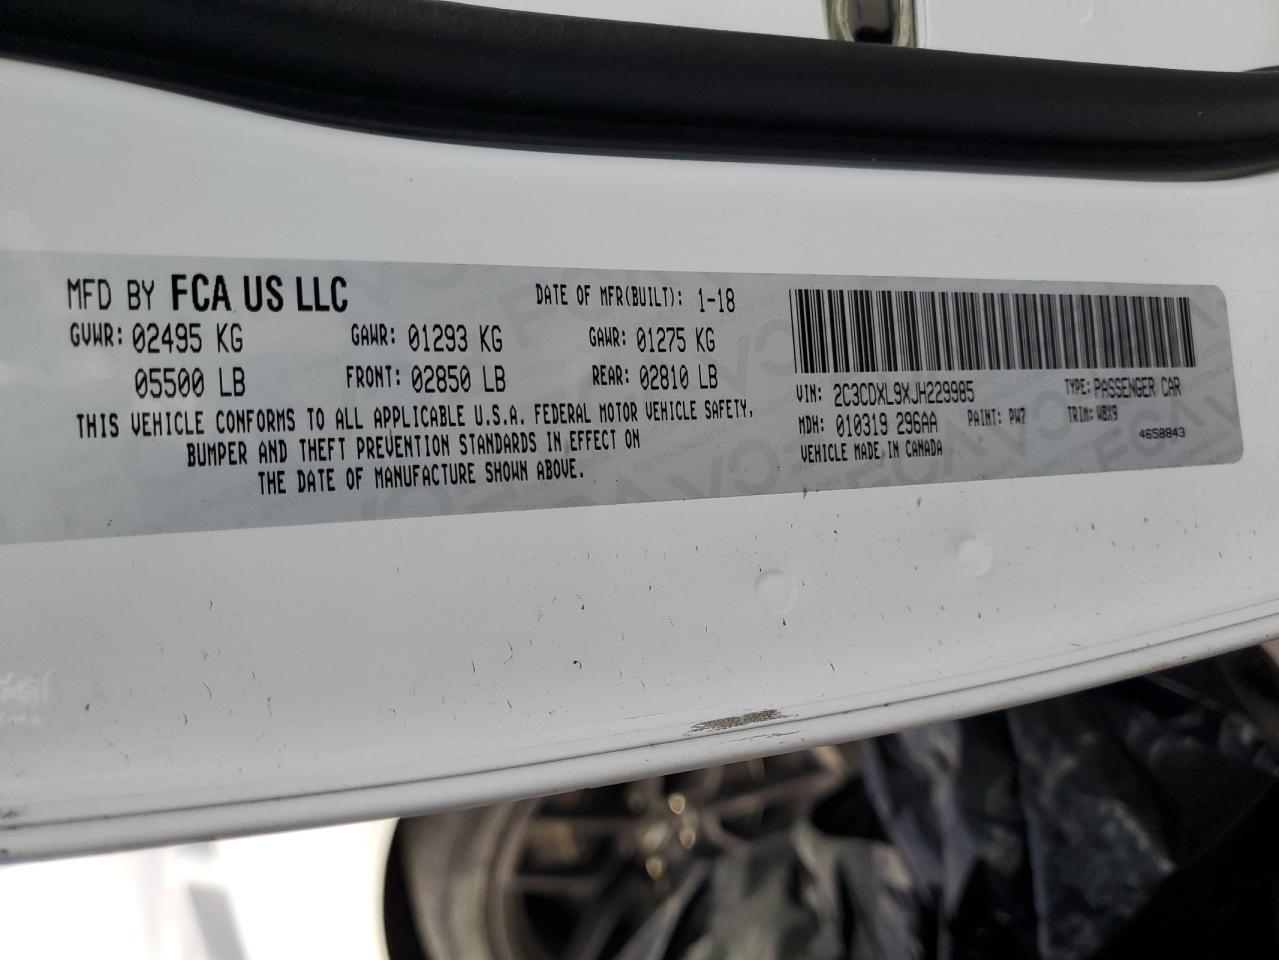 MFD BY FCA US LLC DATE OF MFR(BUILT): 1-18
GVWR: 02495 KG GAWR: 01293 KG GAWR: 01275 KG
05500 LB FRONT: 02850 LB REAR: 02810 LB
THIS VEHICLE CONFORMS TO ALL APPLICABLE U.S.A. FEDERAL MOTOR VEHICLE SAFETY,
BUMPER AND THEFT PREVENTION STANDARDS IN EFFECT ON
THE DATE OF MANUFACTURE SHOWN ABOVE.
VIN: 2C3CDXL9XJH229985 TYPE: PASSENGER CAR
MDH: 010319 296AA PAINT: PW7 TRIM: W8X9
VEHICLE MADE IN CANADA 4658843